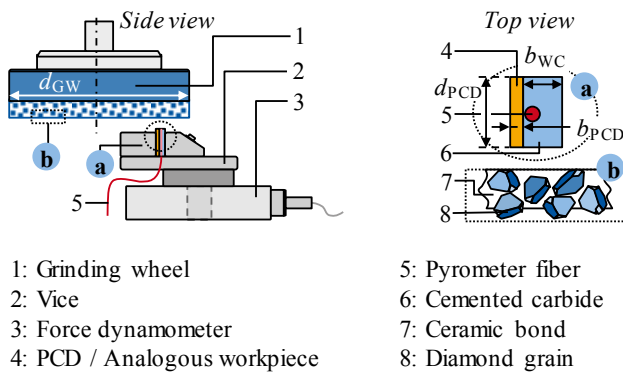 Side view
1
2
3
d_GW
b
a
5
Top view
4
b_WC
d_PCD
a
5
b_PCD
6
b
7
8
1: Grinding wheel
2: Vice
3: Force dynamometer
4: PCD / Analogous workpiece
5: Pyrometer fiber
6: Cemented carbide
7: Ceramic bond
8: Diamond grain